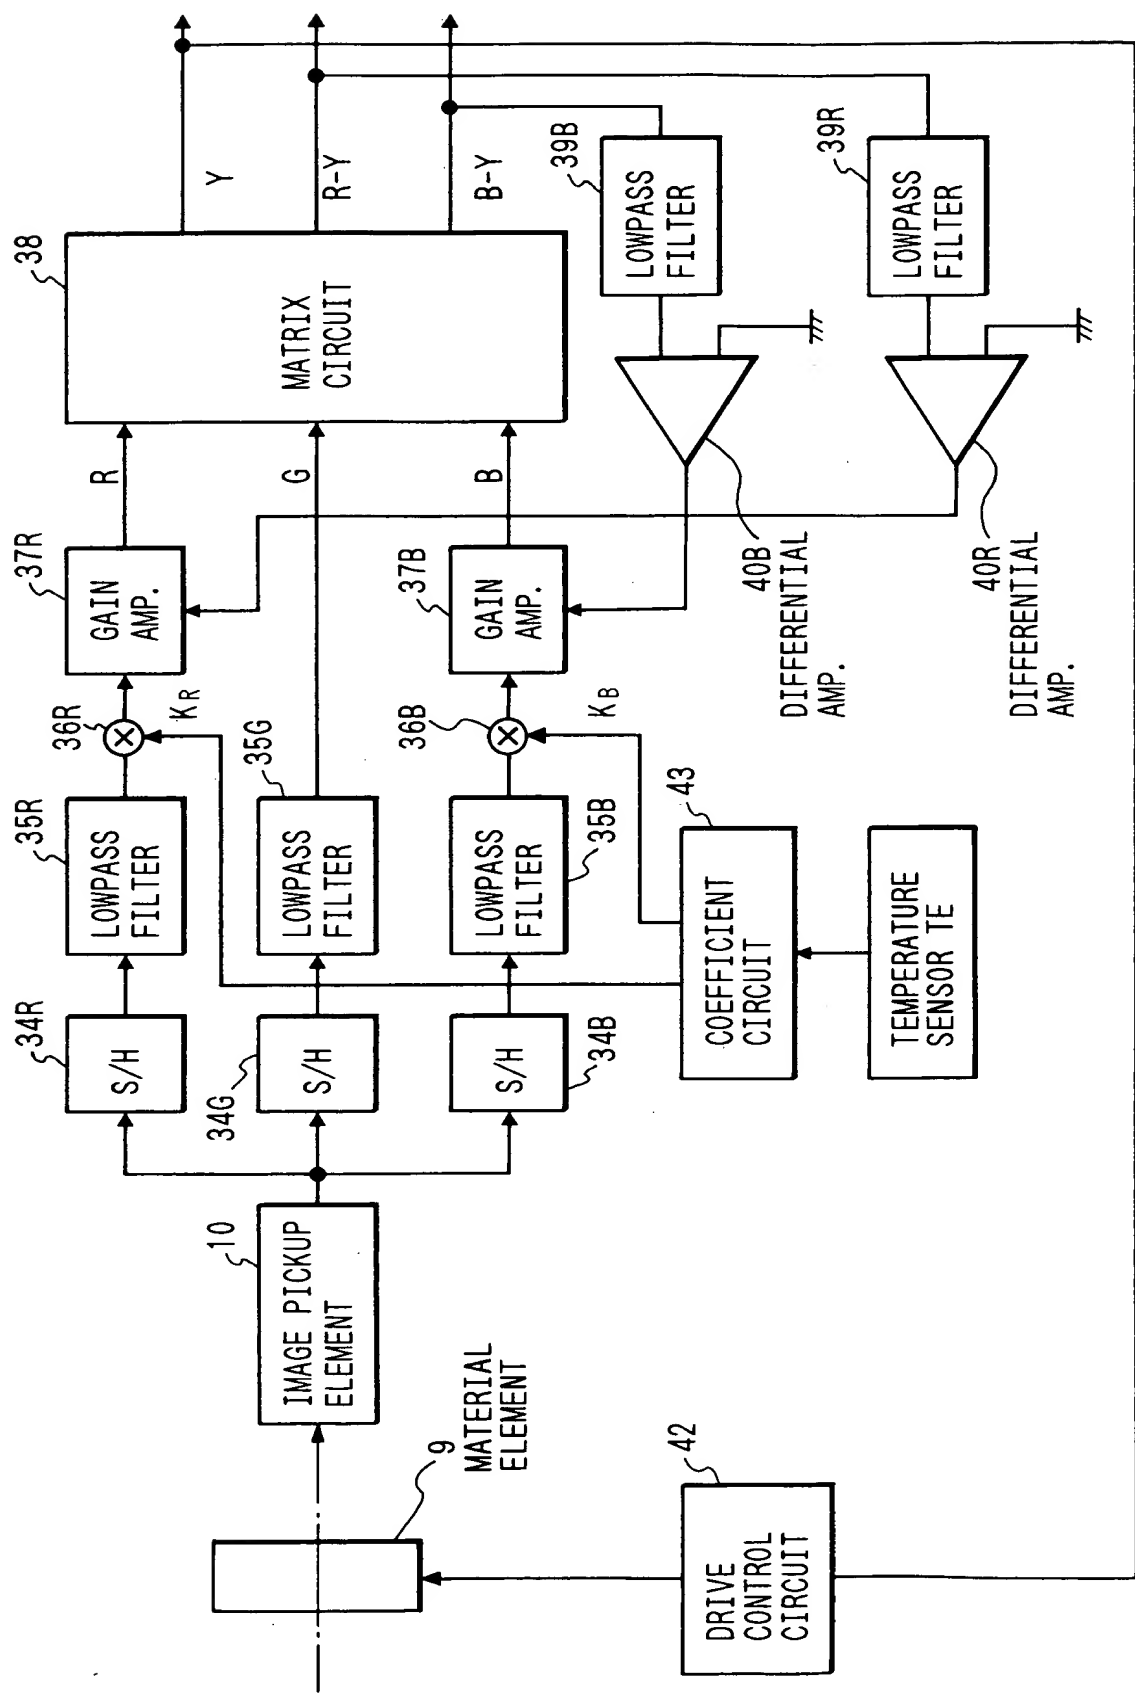 9
MATERIAL
ELEMENT
10
IMAGE PICKUP
ELEMENT
34R
S/H
34G
S/H
34B
S/H
35R
LOWPASS
FILTER
35G
LOWPASS
FILTER
35B
LOWPASS
FILTER
36R
KR
36B
KB
37R
GAIN
AMP.
37B
GAIN
AMP.
R
G
B
38
MATRIX
CIRCUIT
Y
R-Y
B-Y
39B
LOWPASS
FILTER
39R
LOWPASS
FILTER
40B
DIFFERENTIAL
AMP.
40R
DIFFERENTIAL
AMP.
42
DRIVE
CONTROL
CIRCUIT
43
COEFFICIENT
CIRCUIT
TEMPERATURE
SENSOR TE